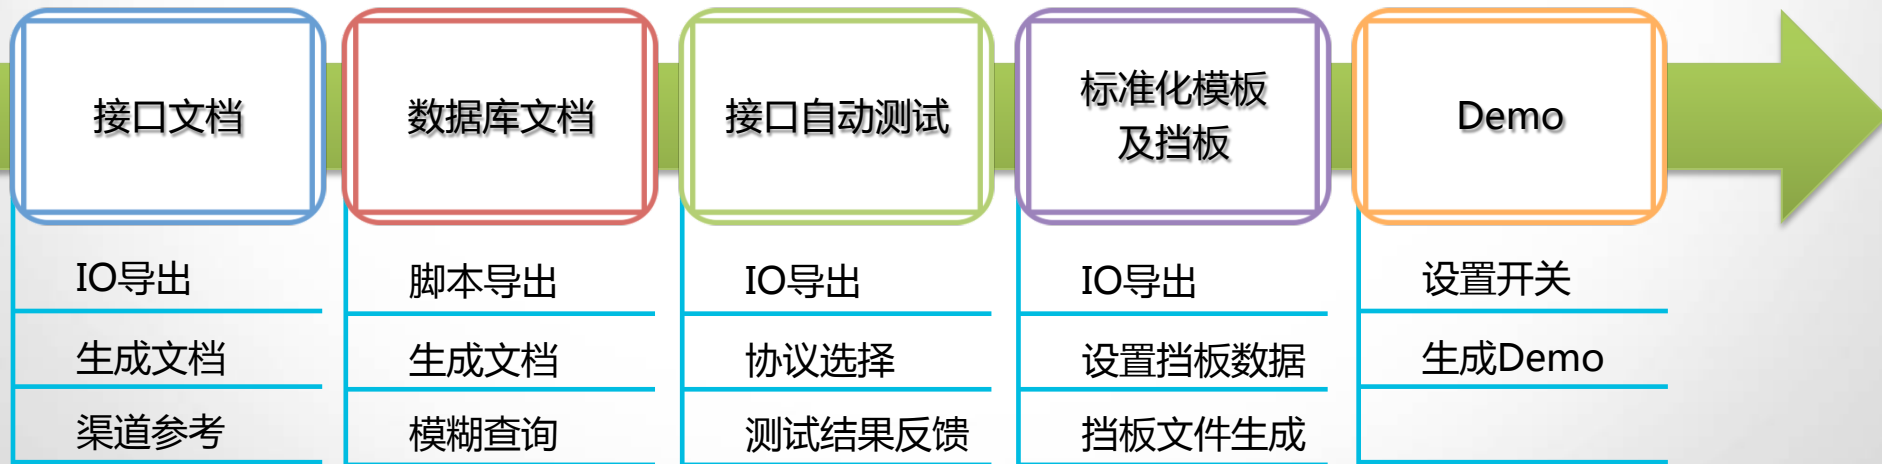 接口文档
数据库文档
接口自动测试
标准化模板
及挡板
Demo
IO导出
生成文档
渠道参考
脚本导出
生成文档
模糊查询
IO导出
协议选择
测试结果反馈
IO导出
设置挡板数据
挡板文件生成
设置开关
生成Demo